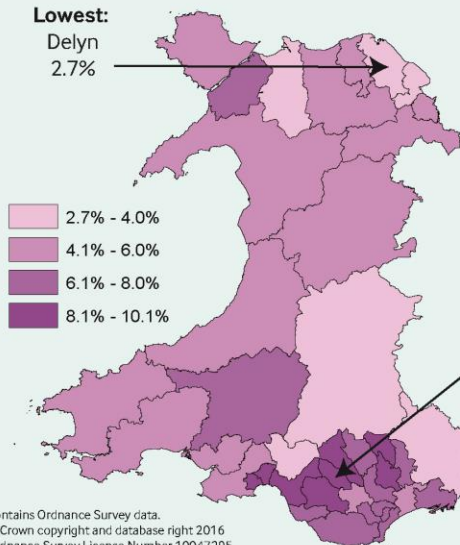 Lowest:
Delyn
2.7%
2.7% - 4.0%
4.1% - 6.0%
6.1% - 8.0%
8.1% - 10.1%
ontains Ordnance Survey data.
Crown copyright and database right 2016